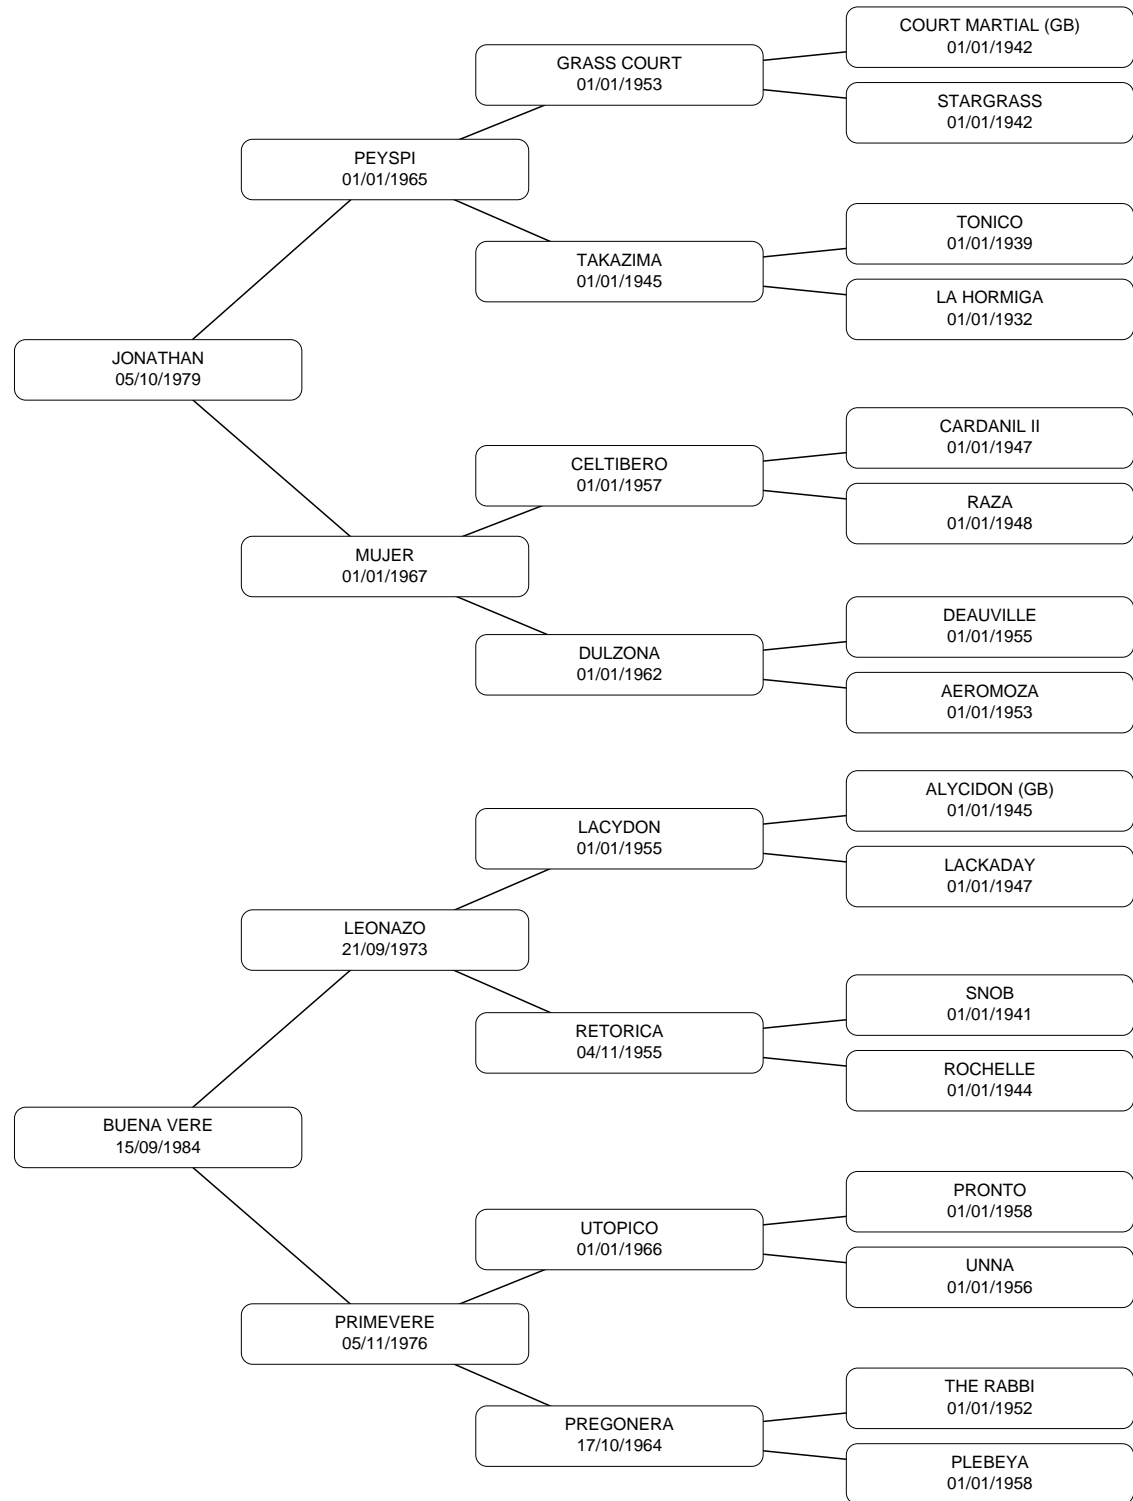 COURT MARTIAL (GB)
01/01/1942
GRASS COURT
01/01/1953
STARGRASS
01/01/1942
PEYSPI
01/01/1965
TONICO
01/01/1939
TAKAZIMA
01/01/1945
LA HORMIGA
01/01/1932
JONATHAN
05/10/1979
CARDANIL II
01/01/1947
CELTIBERO
01/01/1957
RAZA
01/01/1948
MUJER
01/01/1967
DEAUVILLE
01/01/1955
DULZONA
01/01/1962
AEROMOZA
01/01/1953
ALYCIDON (GB)
01/01/1945
LACYDON
01/01/1955
LACKADAY
01/01/1947
LEONAZO
21/09/1973
SNOB
01/01/1941
RETORICA
04/11/1955
ROCHELLE
01/01/1944
BUENA VERE
15/09/1984
PRONTO
01/01/1958
UTOPICO
01/01/1966
UNNA
01/01/1956
PRIMEVERE
05/11/1976
THE RABBI
01/01/1952
PREGONERA
17/10/1964
PLEBEYA
01/01/1958